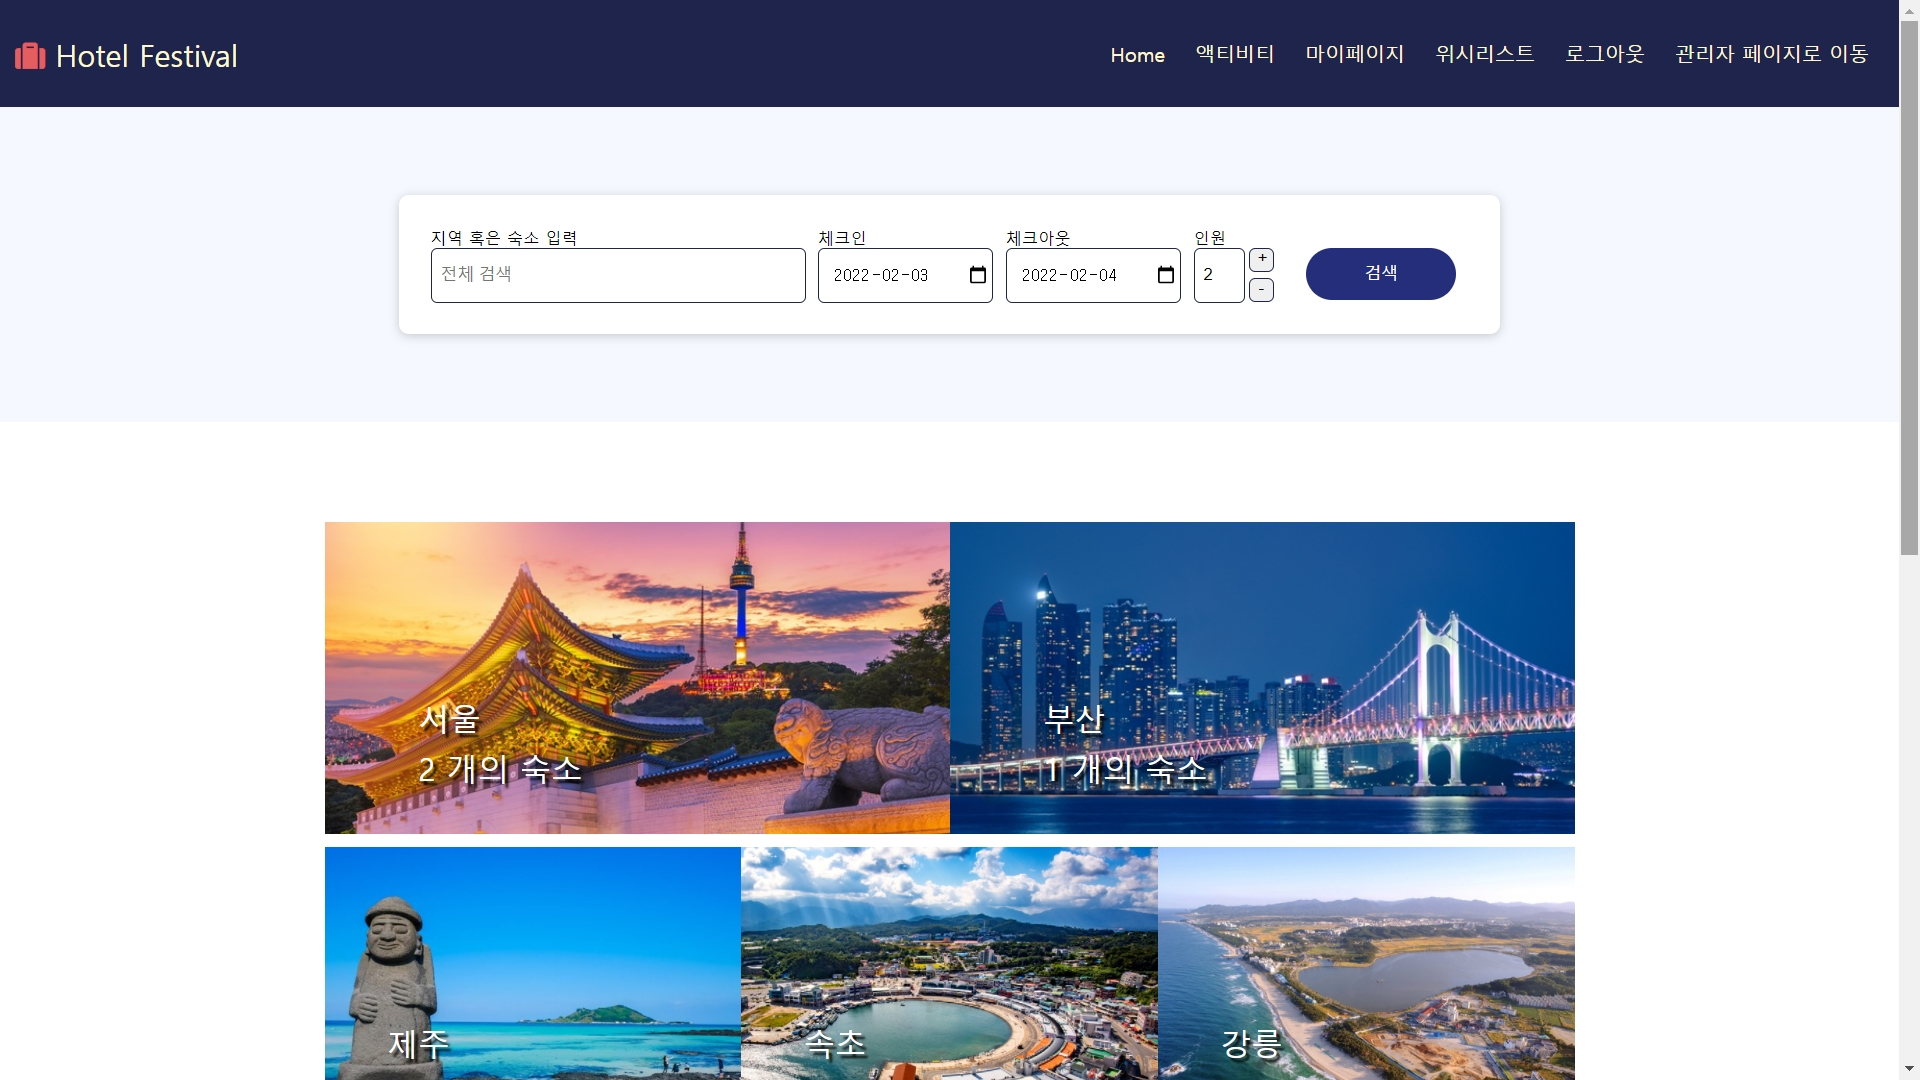 Hotel Festival
Home 액티비티 마이페이지 위시리스트 로그아웃 관리자 페이지로 이동
지역 혹은 숙소 입력 체크인 체크아웃 인원
전체 검색 2022-02-03 2022-02-04 2 + - 검색
서울
2 개의 숙소
부산
1 개의 숙소
제주
속초
강릉